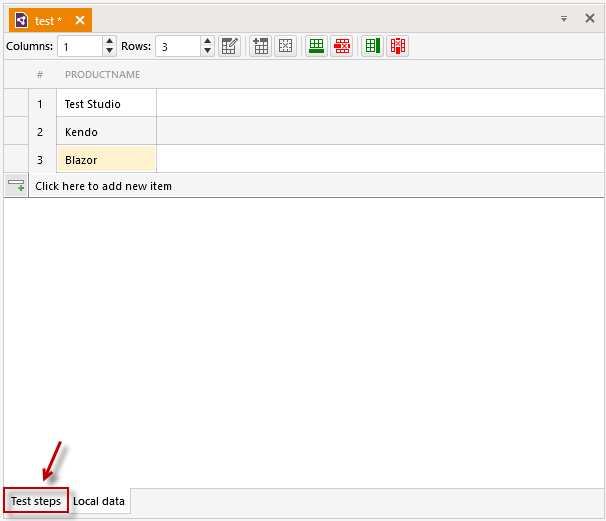 test *
Columns: 1 Rows: 3
# PRODUCTNAME
1 Test Studio
2 Kendo
3 Blazor
Click here to add new item
Test steps Local data